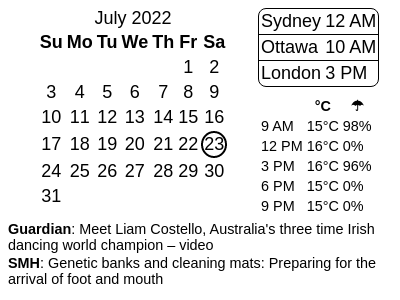 July 2022
Su Mo Tu We Th Fr Sa
1 2
3 4 5 6 7 8 9
10 11 12 13 14 15 16
17 18 19 20 21 22 23
24 25 26 27 28 29 30
31
Sydney 12 AM
Ottawa 10 AM
London 3 PM
°C ☂
9 AM 15°C 98%
12 PM 16°C 0%
3 PM 16°C 96%
6 PM 15°C 0%
9 PM 15°C 0%
Guardian: Meet Liam Costello, Australia's three time Irish
dancing world champion – video
SMH: Genetic banks and cleaning mats: Preparing for the
arrival of foot and mouth